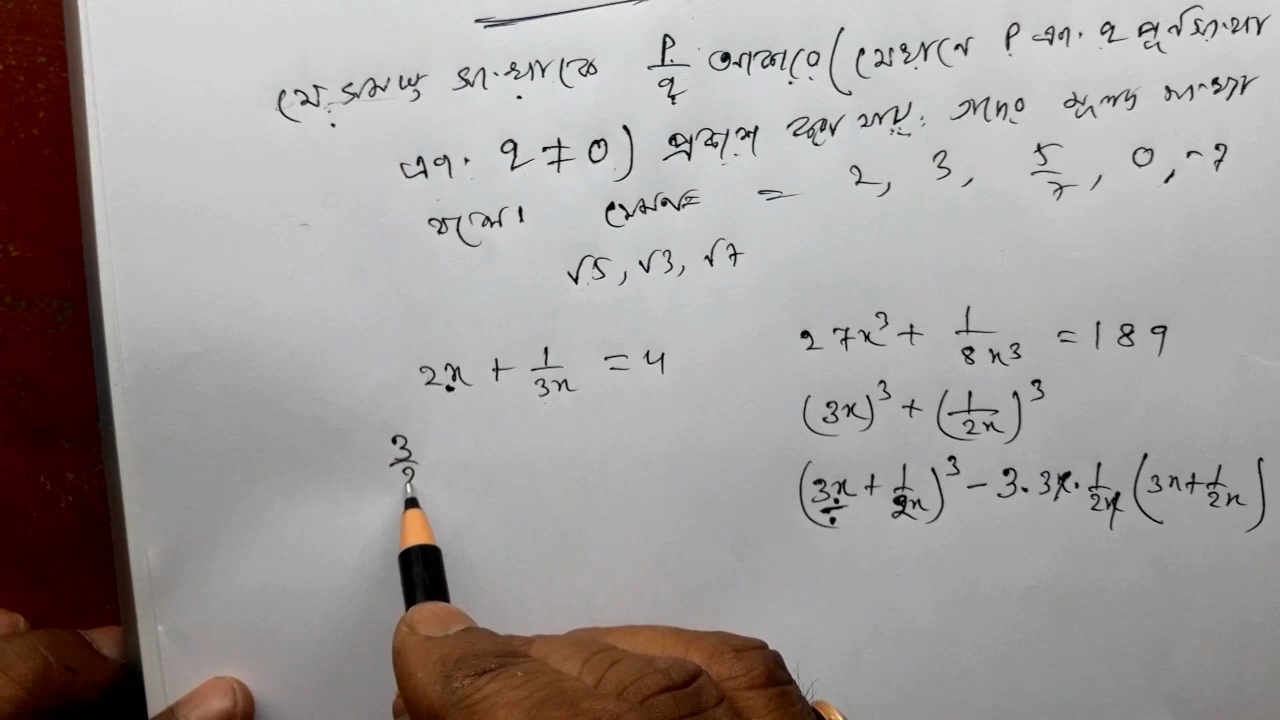 যে সমস্ত সংখ্যাকে P/q আকারে (যেখানে P এবং q পূর্ণসংখ্যা
এবং q ≠ 0) প্রকাশ করা যায়, তাদের মূলদ সংখ্যা
বলে। যেমনঃ = 2, 3, 5/7, 0, -7
√5, √3, √7
2x + 1/3x = 4
3/2
27x³ + 1/8x³ = 189
(3x)³ + (1/2x)³
(3x + 1/2x)³ - 3.3x.1/2x (3x + 1/2x)